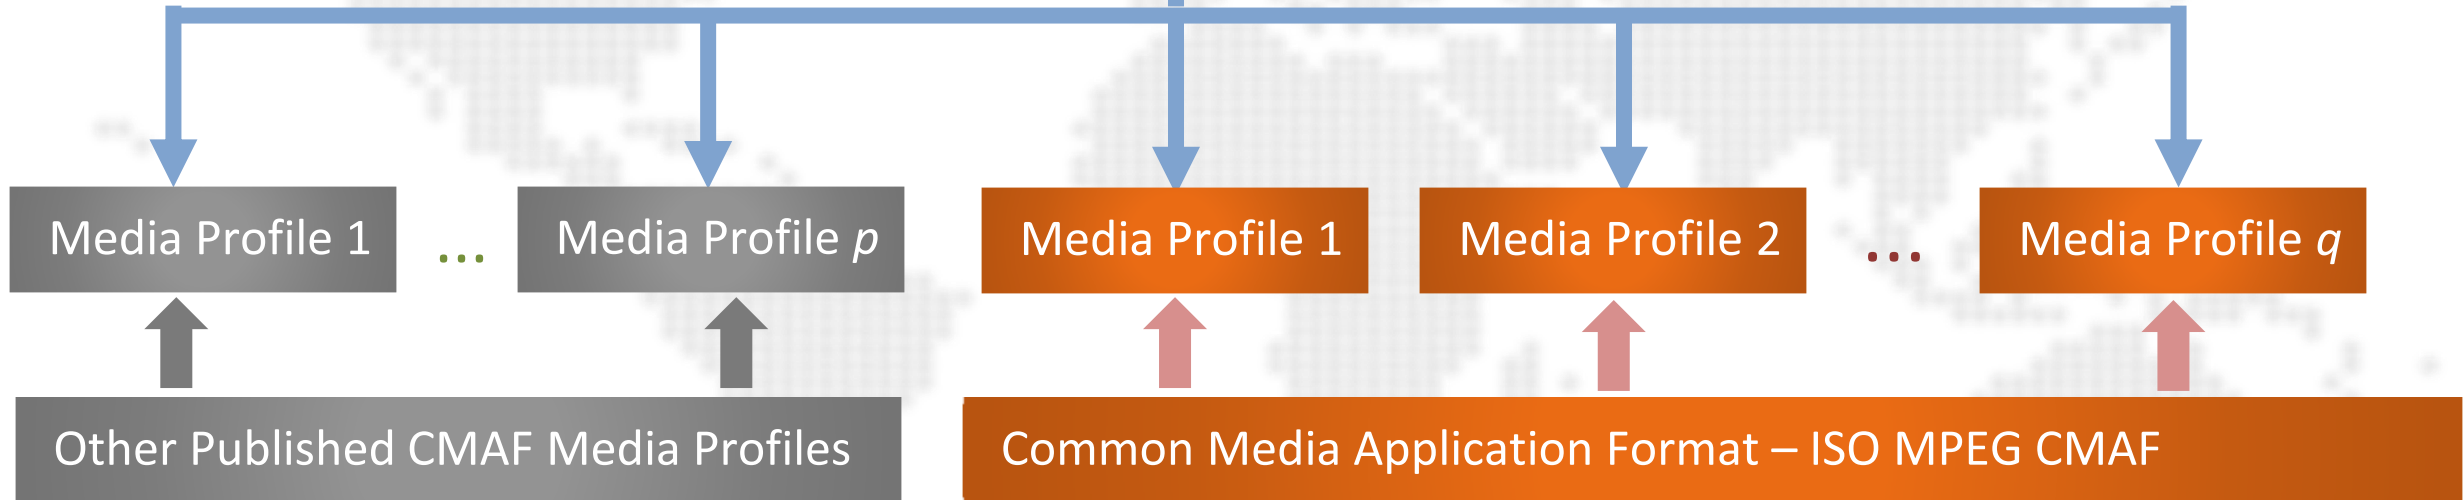 Media Profile 1
...
Media Profile p
Media Profile 1
Media Profile 2
...
Media Profile q
Other Published CMAF Media Profiles
Common Media Application Format – ISO MPEG CMAF